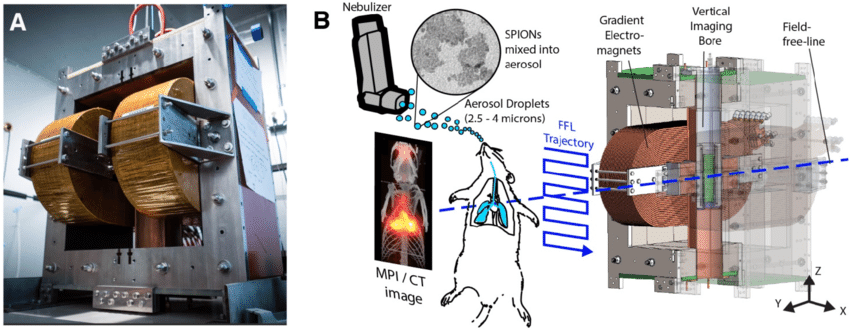 A
B
Nebulizer
SPIONs
mixed into
aerosol
Aerosol Droplets
(2.5 - 4 microns)
FFL
Trajectory
MPI / CT
image
Gradient
Electro-
magnets
Vertical
Imaging
Bore
Field-
free-line
Z
Y
X